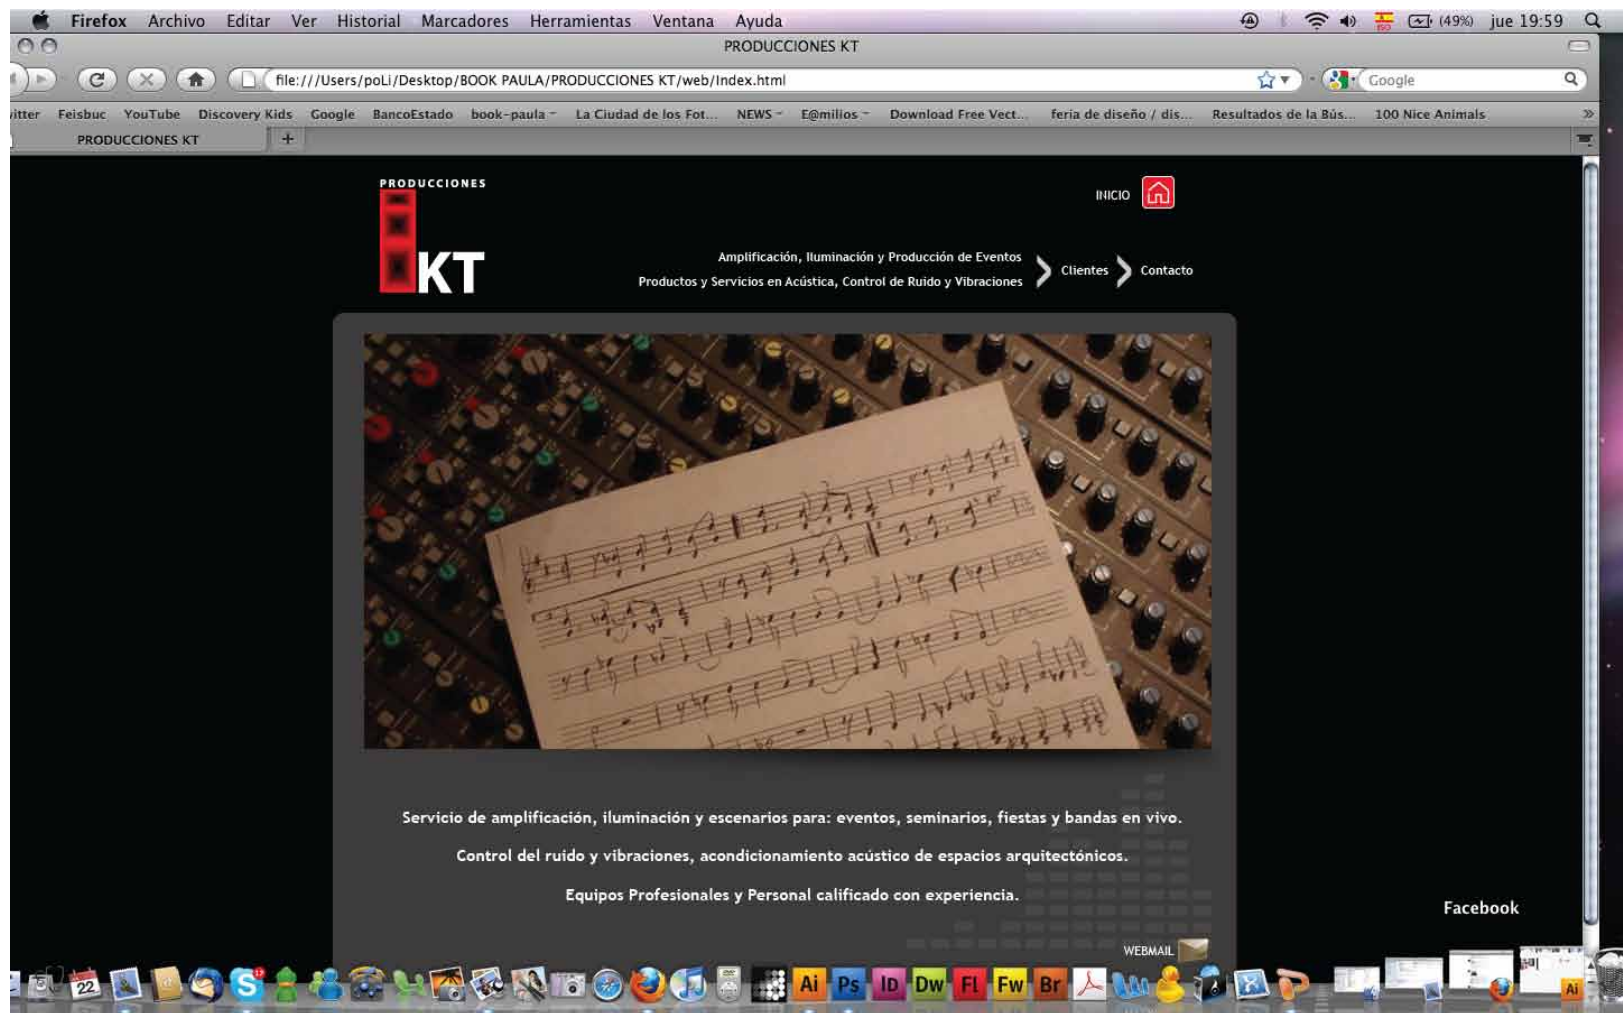 Firefox Archivo Editar Ver Historial Marcadores Herramientas Ventana Ayuda
(49%) jue 19:59
PRODUCCIONES KT
file:///Users/poLi/Desktop/BOOK PAULA/PRODUCCIONES KT/web/Index.html
Google
itter Feisbuc YouTube Discovery Kids Google BancoEstado book-paula La Ciudad de los Fot... NEWS E@milios Download Free Vect... feria de diseño / dis... Resultados de la Bús... 100 Nice Animals
PRODUCCIONES KT
PRODUCCIONES
KT
INICIO
Amplificación, Iluminación y Producción de Eventos
Productos y Servicios en Acústica, Control de Ruido y Vibraciones
Clientes Contacto
Servicio de amplificación, iluminación y escenarios para: eventos, seminarios, fiestas y bandas en vivo.
Control del ruido y vibraciones, acondicionamiento acústico de espacios arquitectónicos.
Equipos Profesionales y Personal calificado con experiencia.
Facebook
WEBMAIL
22 Ai Ps ID Dw FL Fw Br Ai